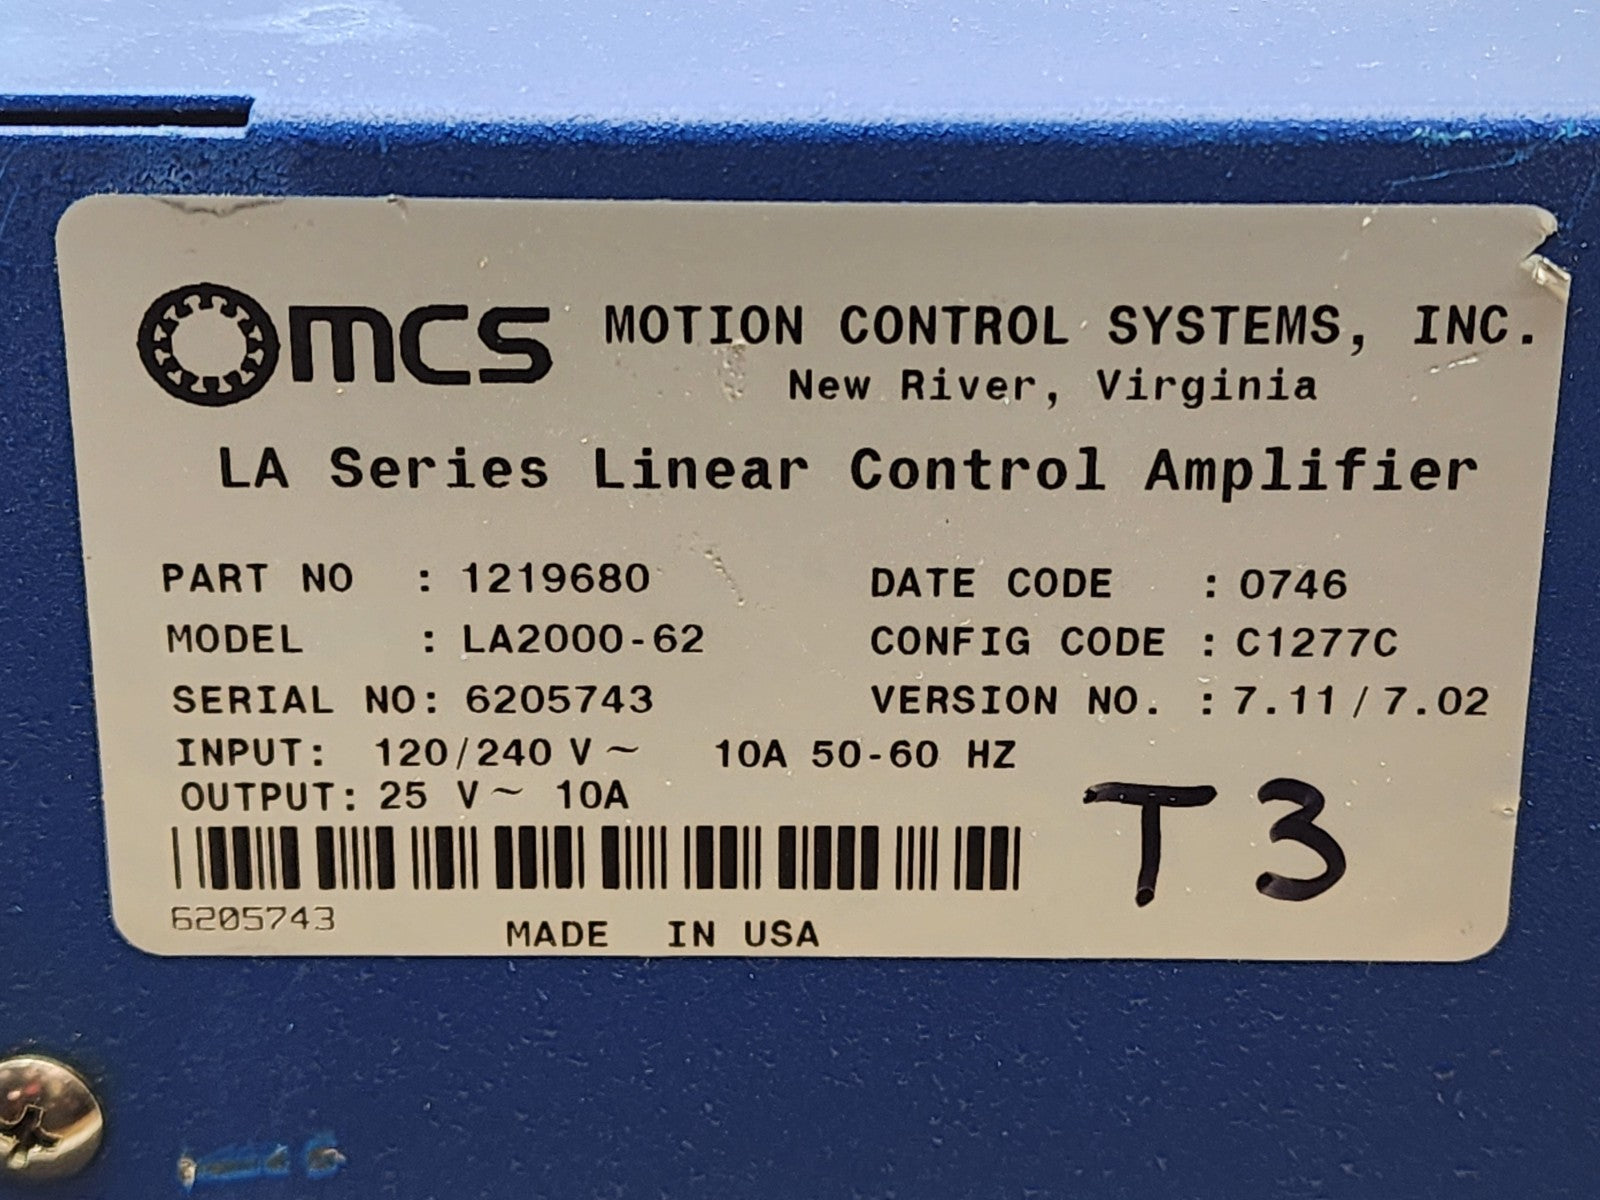 mcs MOTION CONTROL SYSTEMS, INC.
New River, Virginia
LA Series Linear Control Amplifier
PART NO : 1219680 DATE CODE : 0746
MODEL : LA2000-62 CONFIG CODE : C1277C
SERIAL NO: 6205743 VERSION NO. : 7.11/7.02
INPUT: 120/240 V~ 10A 50-60 HZ
OUTPUT: 25 V~ 10A
T3
6205743
MADE IN USA